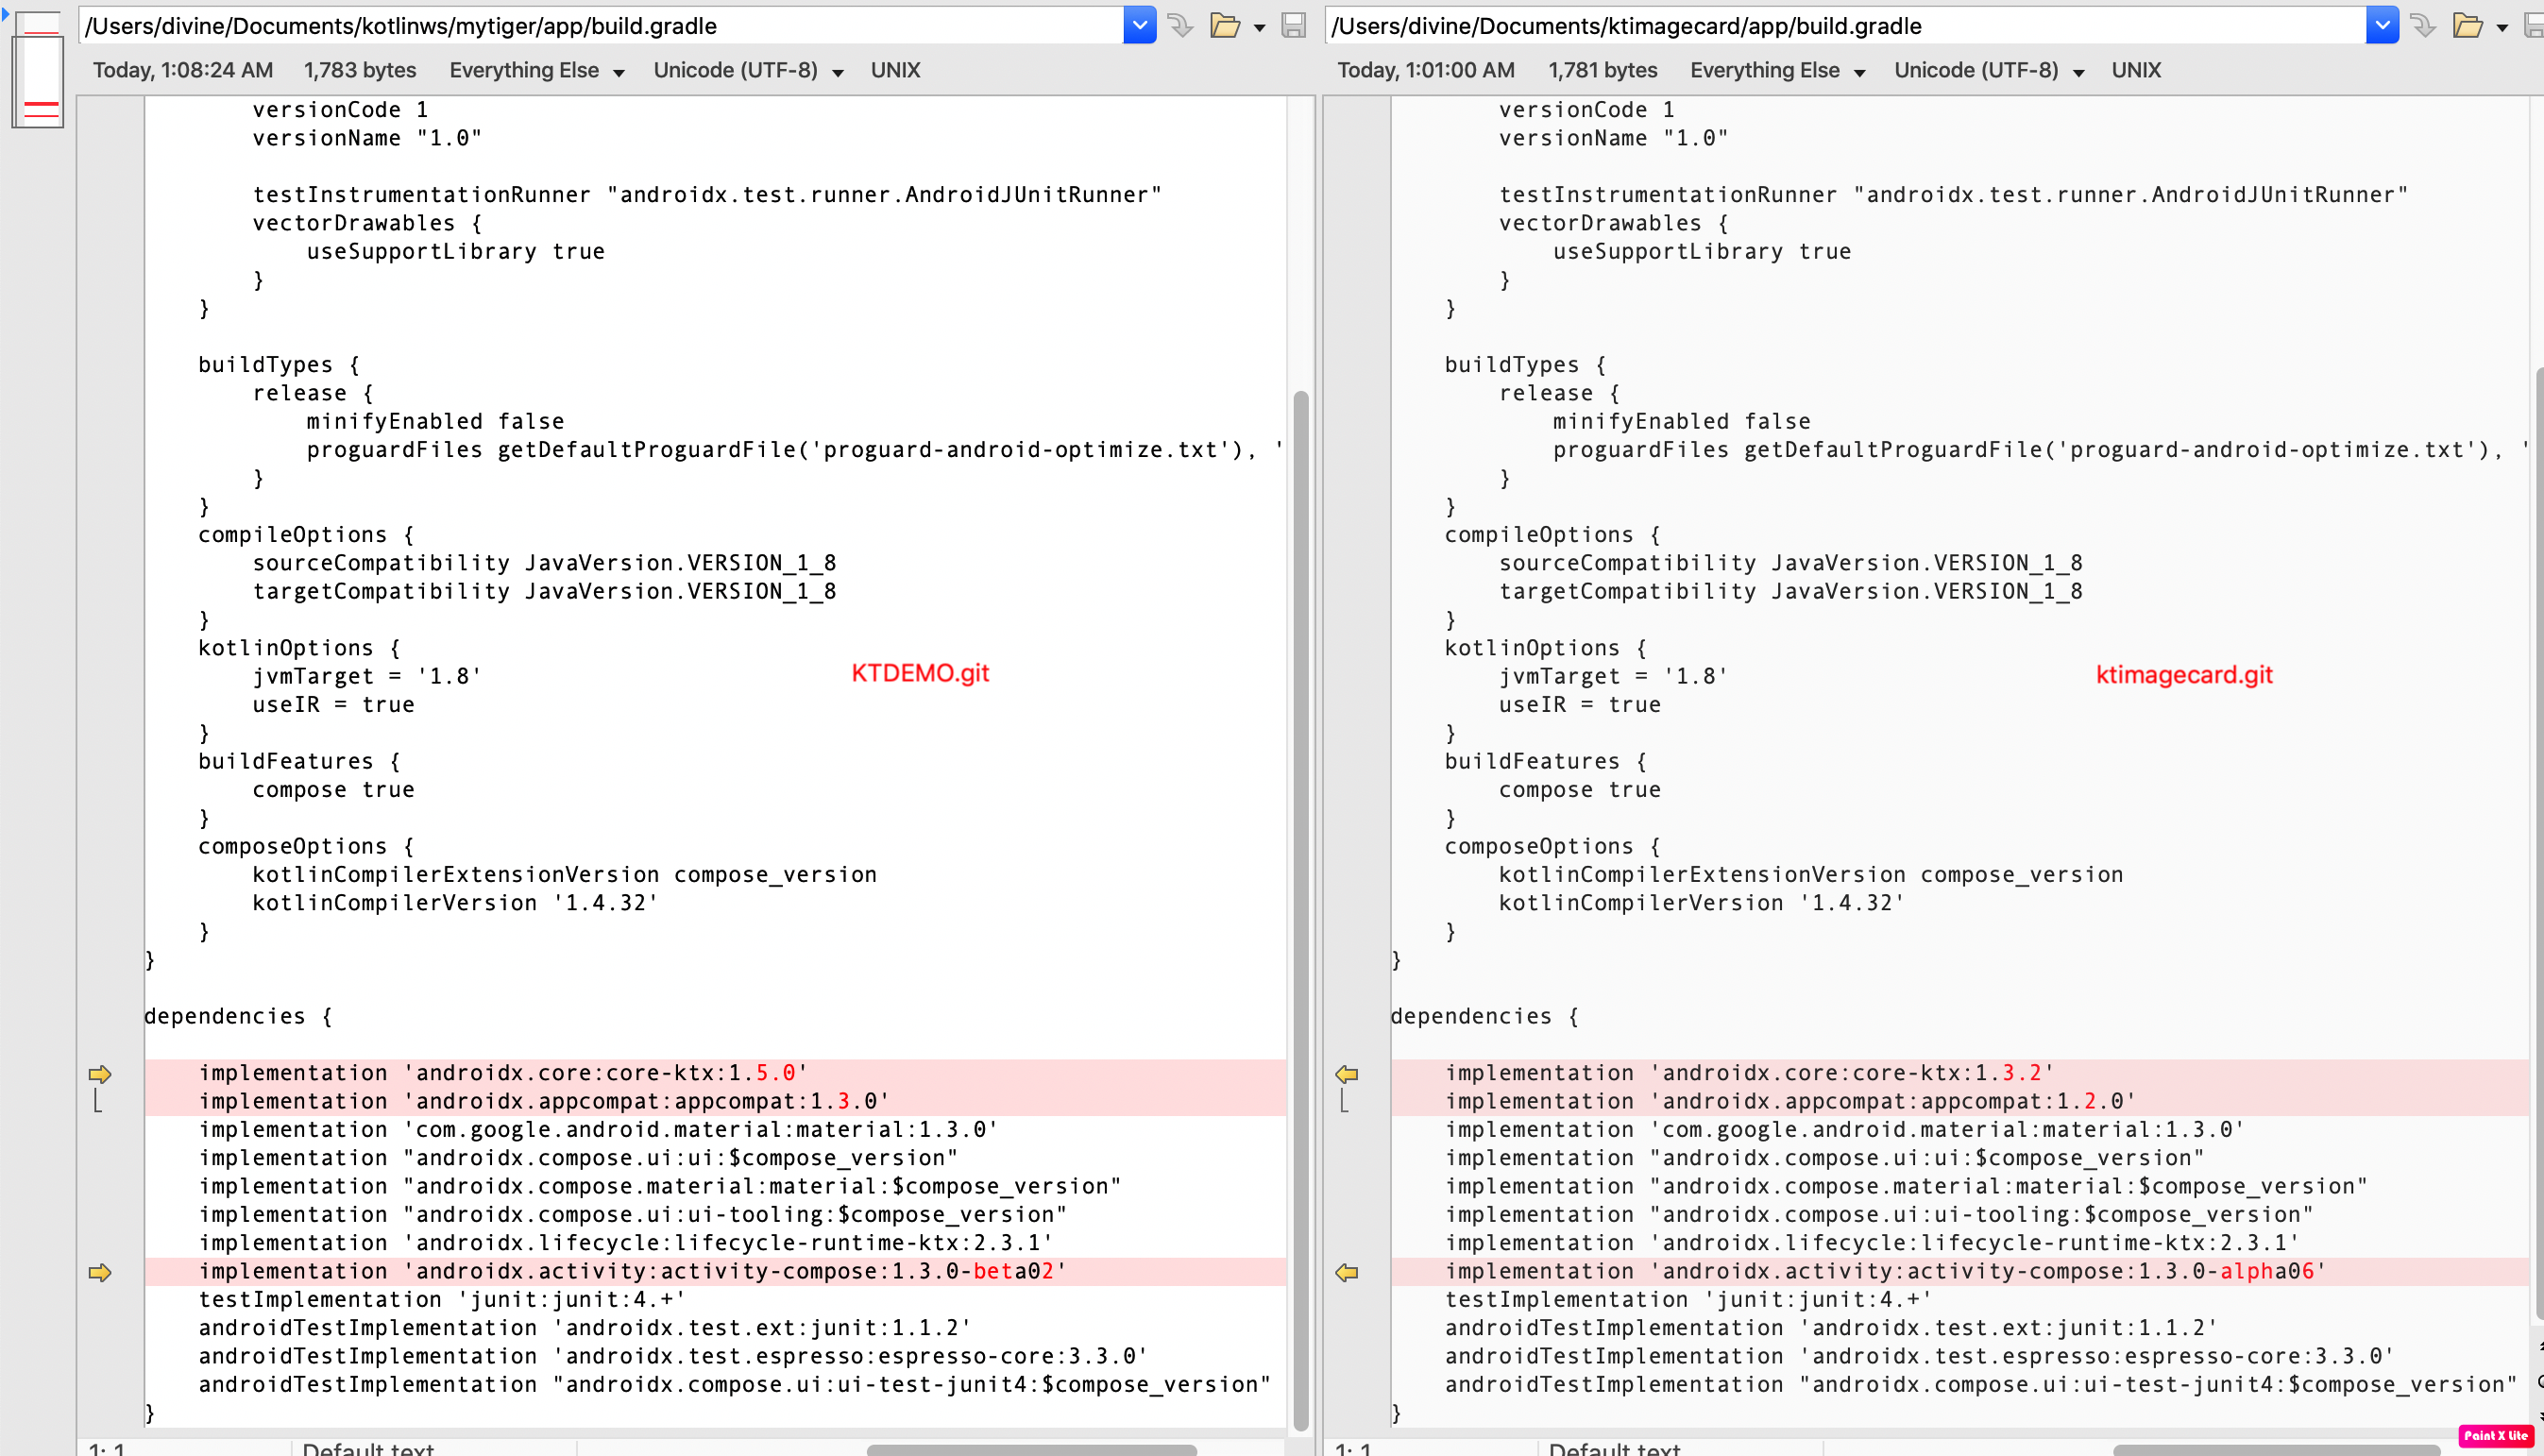 /Users/divine/Documents/kotlinws/mytiger/app/build.gradle
Today, 1:08:24 AM 1,783 bytes Everything Else Unicode (UTF-8) UNIX
versionCode 1
versionName "1.0"
testInstrumentationRunner "androidx.test.runner.AndroidJUnitRunner"
vectorDrawables {
useSupportLibrary true
}
}
buildTypes {
release {
minifyEnabled false
proguardFiles getDefaultProguardFile('proguard-android-optimize.txt'), '
}
}
compileOptions {
sourceCompatibility JavaVersion.VERSION_1_8
targetCompatibility JavaVersion.VERSION_1_8
}
kotlinOptions {
jvmTarget = '1.8'
useIR = true
}
buildFeatures {
compose true
}
composeOptions {
kotlinCompilerExtensionVersion compose_version
kotlinCompilerVersion '1.4.32'
}
}
dependencies {
implementation 'androidx.core:core-ktx:1.5.0'
implementation 'androidx.appcompat:appcompat:1.3.0'
implementation 'com.google.android.material:material:1.3.0'
implementation "androidx.compose.ui:ui:$compose_version"
implementation "androidx.compose.material:material:$compose_version"
implementation "androidx.compose.ui:ui-tooling:$compose_version"
implementation 'androidx.lifecycle:lifecycle-runtime-ktx:2.3.1'
implementation 'androidx.activity:activity-compose:1.3.0-beta02'
testImplementation 'junit:junit:4.+'
androidTestImplementation 'androidx.test.ext:junit:1.1.2'
androidTestImplementation 'androidx.test.espresso:espresso-core:3.3.0'
androidTestImplementation "androidx.compose.ui:ui-test-junit4:$compose_version"
}
KTDEMO.git
1: 1 Default text
/Users/divine/Documents/ktimagecard/app/build.gradle
Today, 1:01:00 AM 1,781 bytes Everything Else Unicode (UTF-8) UNIX
versionCode 1
versionName "1.0"
testInstrumentationRunner "androidx.test.runner.AndroidJUnitRunner"
vectorDrawables {
useSupportLibrary true
}
}
buildTypes {
release {
minifyEnabled false
proguardFiles getDefaultProguardFile('proguard-android-optimize.txt'), '
}
}
compileOptions {
sourceCompatibility JavaVersion.VERSION_1_8
targetCompatibility JavaVersion.VERSION_1_8
}
kotlinOptions {
jvmTarget = '1.8'
useIR = true
}
buildFeatures {
compose true
}
composeOptions {
kotlinCompilerExtensionVersion compose_version
kotlinCompilerVersion '1.4.32'
}
}
dependencies {
implementation 'androidx.core:core-ktx:1.3.2'
implementation 'androidx.appcompat:appcompat:1.2.0'
implementation 'com.google.android.material:material:1.3.0'
implementation "androidx.compose.ui:ui:$compose_version"
implementation "androidx.compose.material:material:$compose_version"
implementation "androidx.compose.ui:ui-tooling:$compose_version"
implementation 'androidx.lifecycle:lifecycle-runtime-ktx:2.3.1'
implementation 'androidx.activity:activity-compose:1.3.0-alpha06'
testImplementation 'junit:junit:4.+'
androidTestImplementation 'androidx.test.ext:junit:1.1.2'
androidTestImplementation 'androidx.test.espresso:espresso-core:3.3.0'
androidTestImplementation "androidx.compose.ui:ui-test-junit4:$compose_version"
}
ktimagecard.git
1: 1 Default text
Paint X Lite